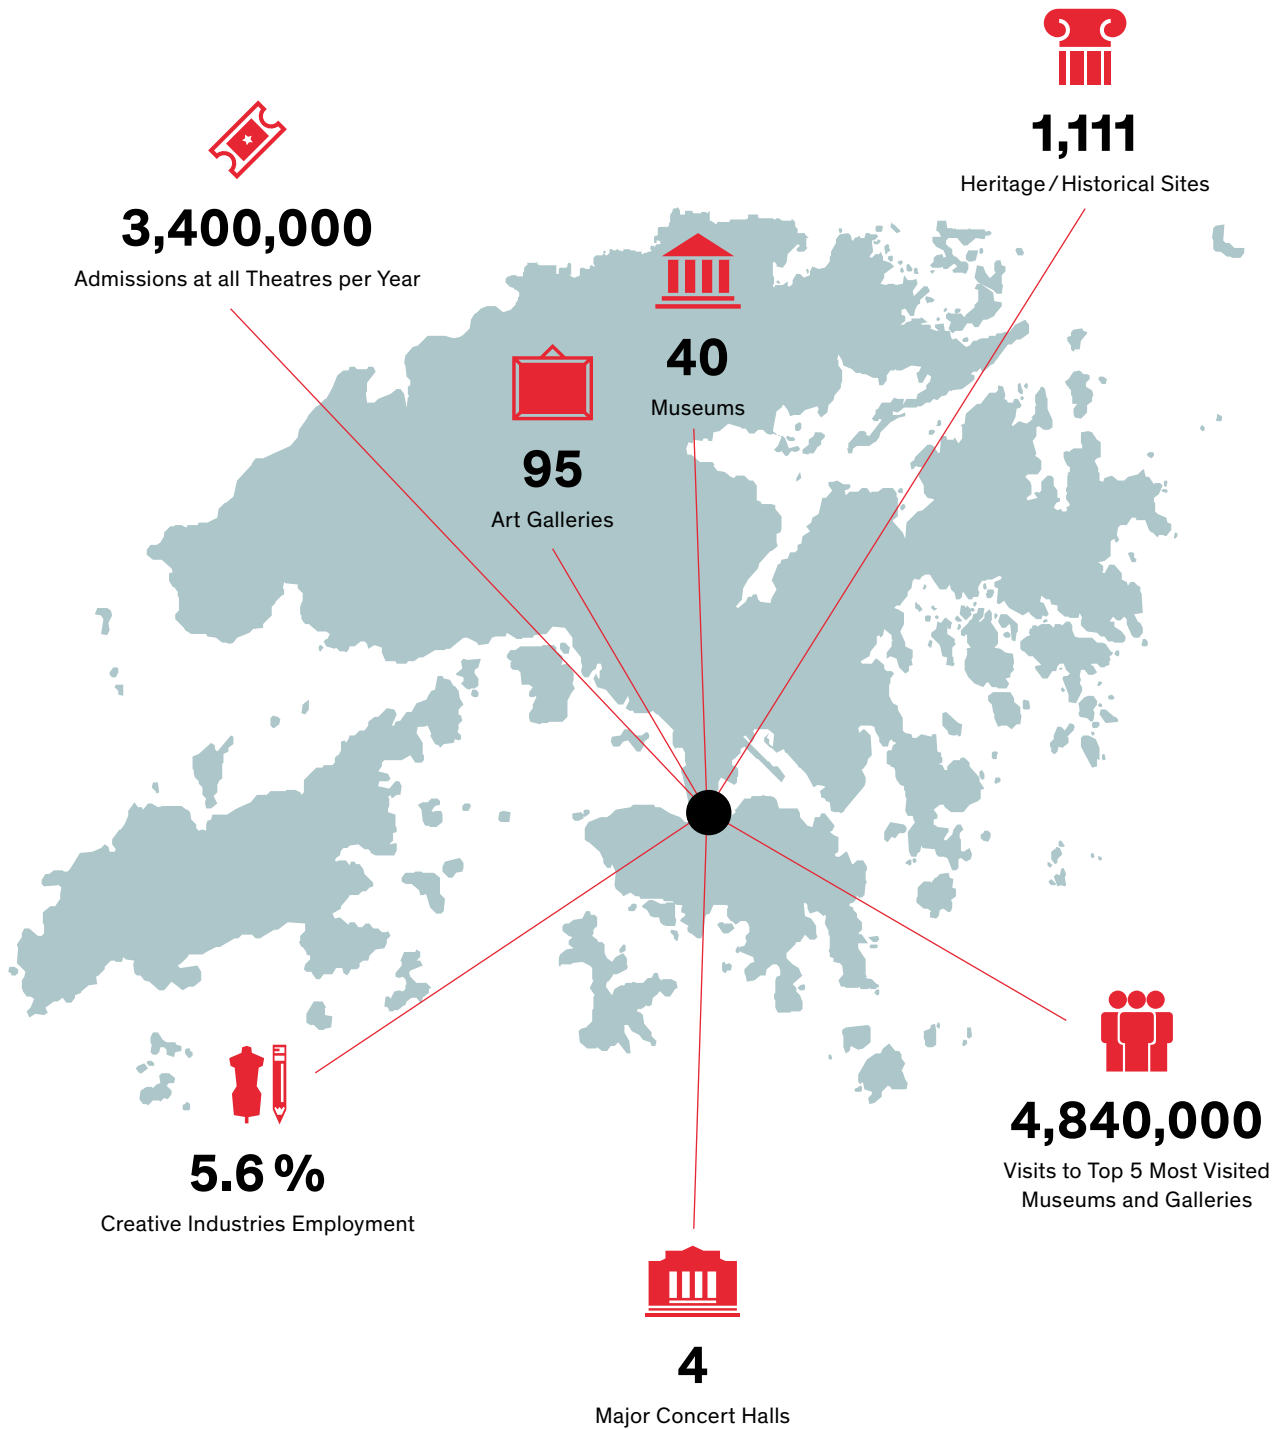 1,111
Heritage / Historical Sites
3,400,000
Admissions at all Theatres per Year
40
Museums
95
Art Galleries
5.6 %
Creative Industries Employment
4,840,000
Visits to Top 5 Most Visited
Museums and Galleries
4
Major Concert Halls